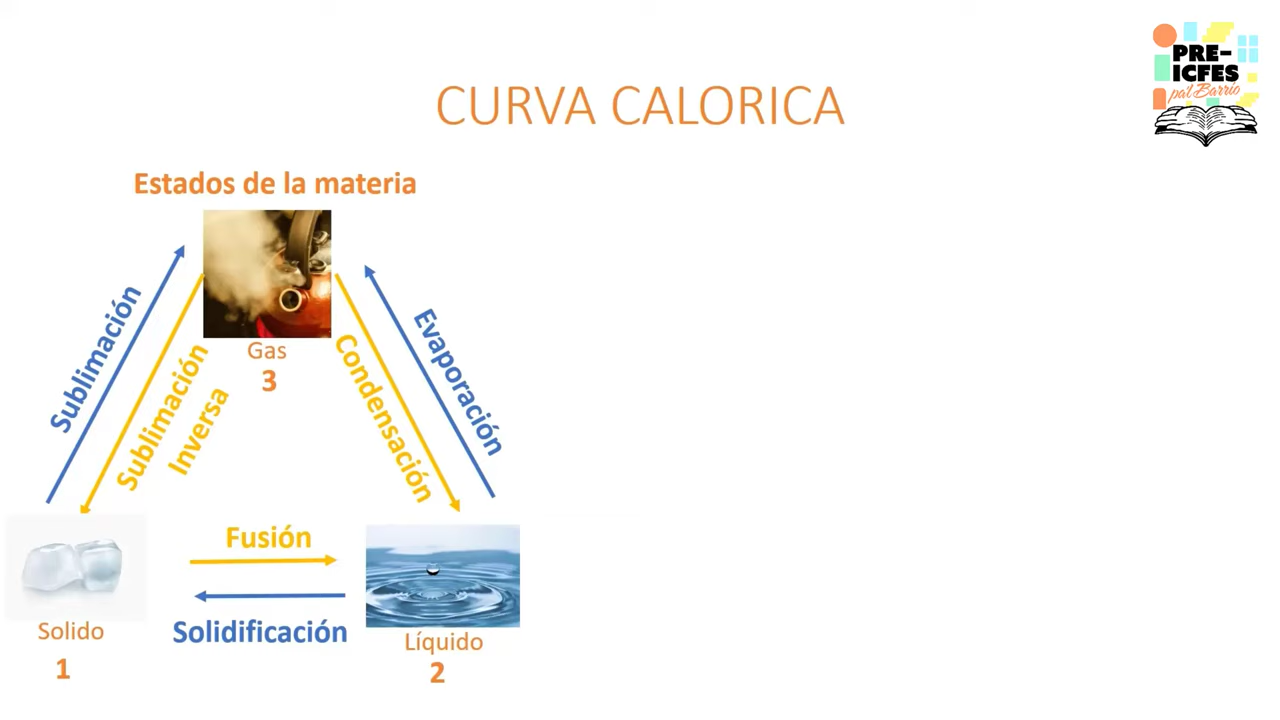 PRE-
ICFES
pa'l Barrio
CURVA CALORICA
Estados de la materia
Sublimación
Sublimación
Inversa
Gas
3
Condensación
Evaporación
Fusión
Solidificación
Solido
1
Líquido
2